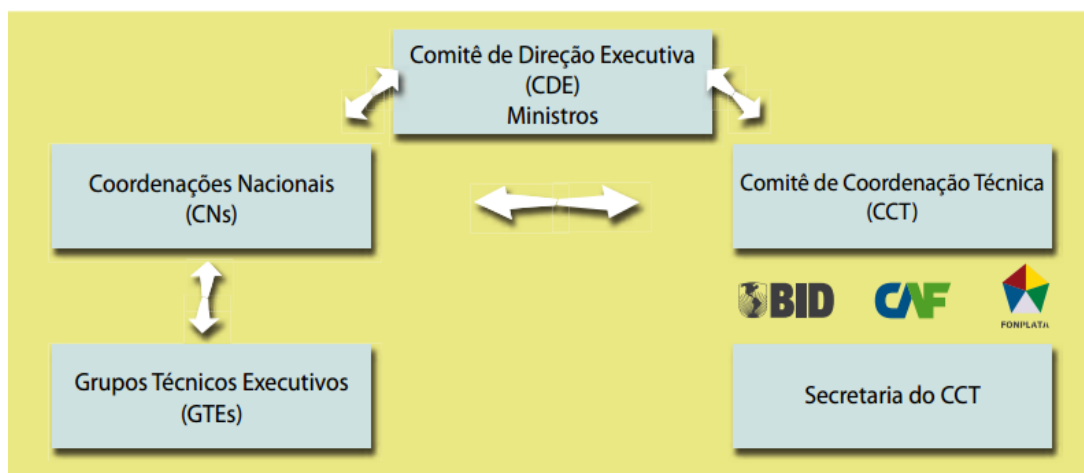 Comitê de Direção Executiva
(CDE)
Ministros
Coordenações Nacionais
(CNs)
Comitê de Coordenação Técnica
(CCT)
BID
CAF
FONPLATA
Grupos Técnicos Executivos
(GTEs)
Secretaria do CCT